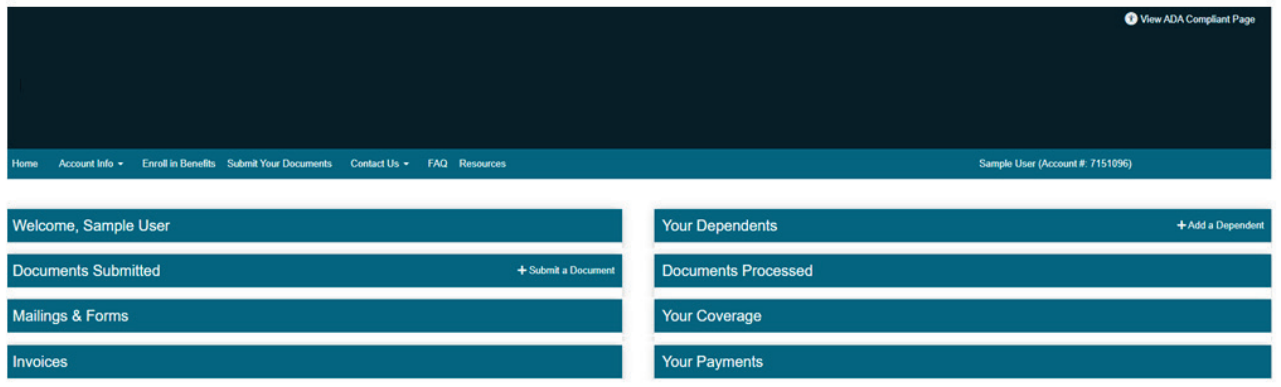 View ADA Compliant Page
Home Account Info Enroll in Benefits Submit Your Documents Contact Us FAQ Resources Sample User (Account #: 7151096)
Welcome, Sample User
Your Dependents + Add a Dependent
Documents Submitted + Submit a Document
Documents Processed
Mailings & Forms
Your Coverage
Invoices
Your Payments